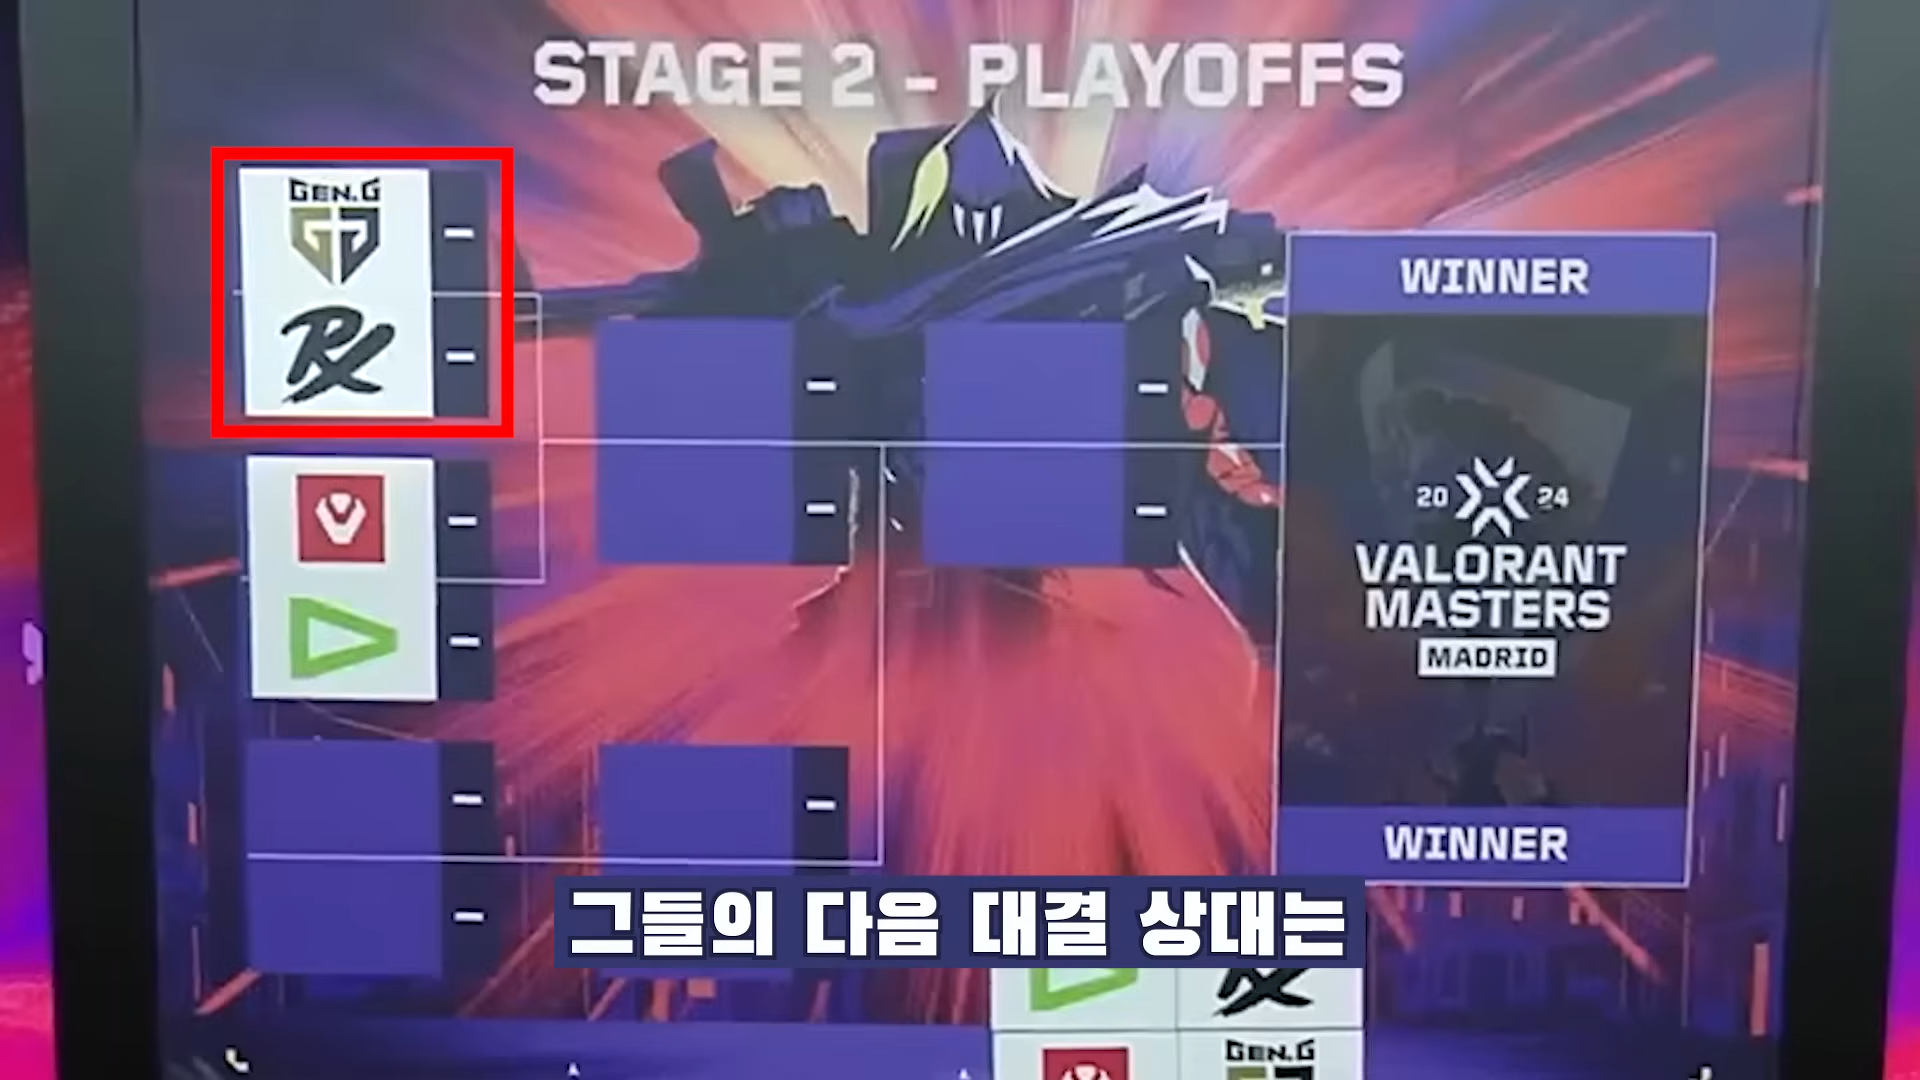 STAGE 2 - PLAYOFFS
GEN.G
WINNER
20 24
VALORANT
MASTERS
MADRID
WINNER
그들의 다음 대결 상대는
GEN.G